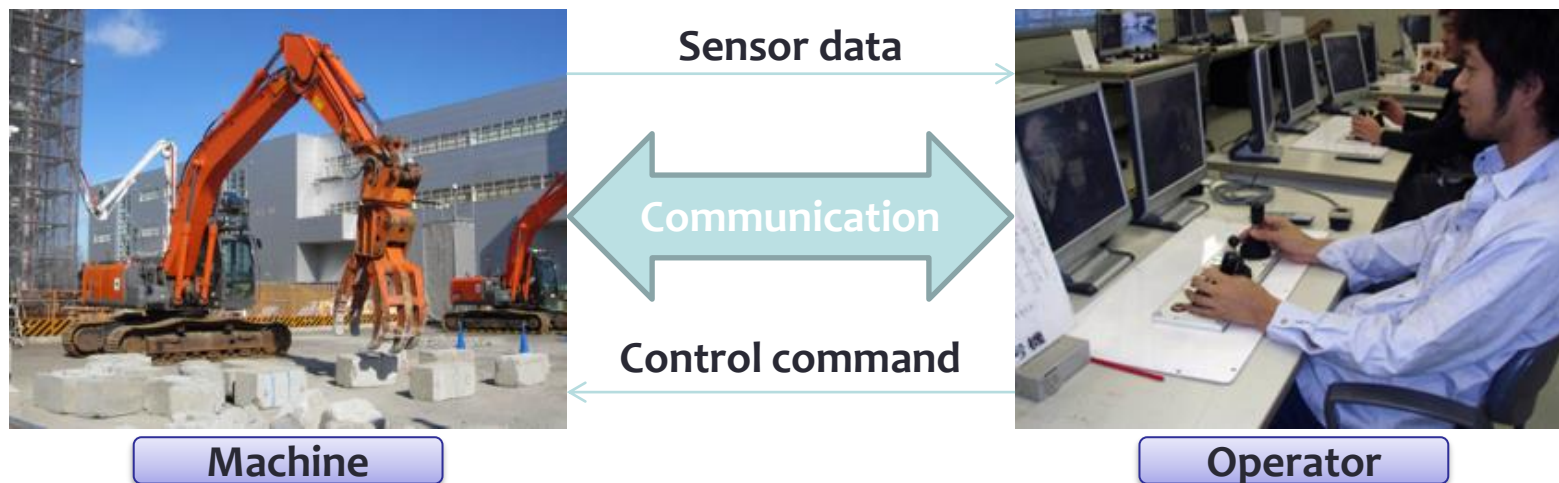 Sensor data
Communication
Control command
Machine
Operator